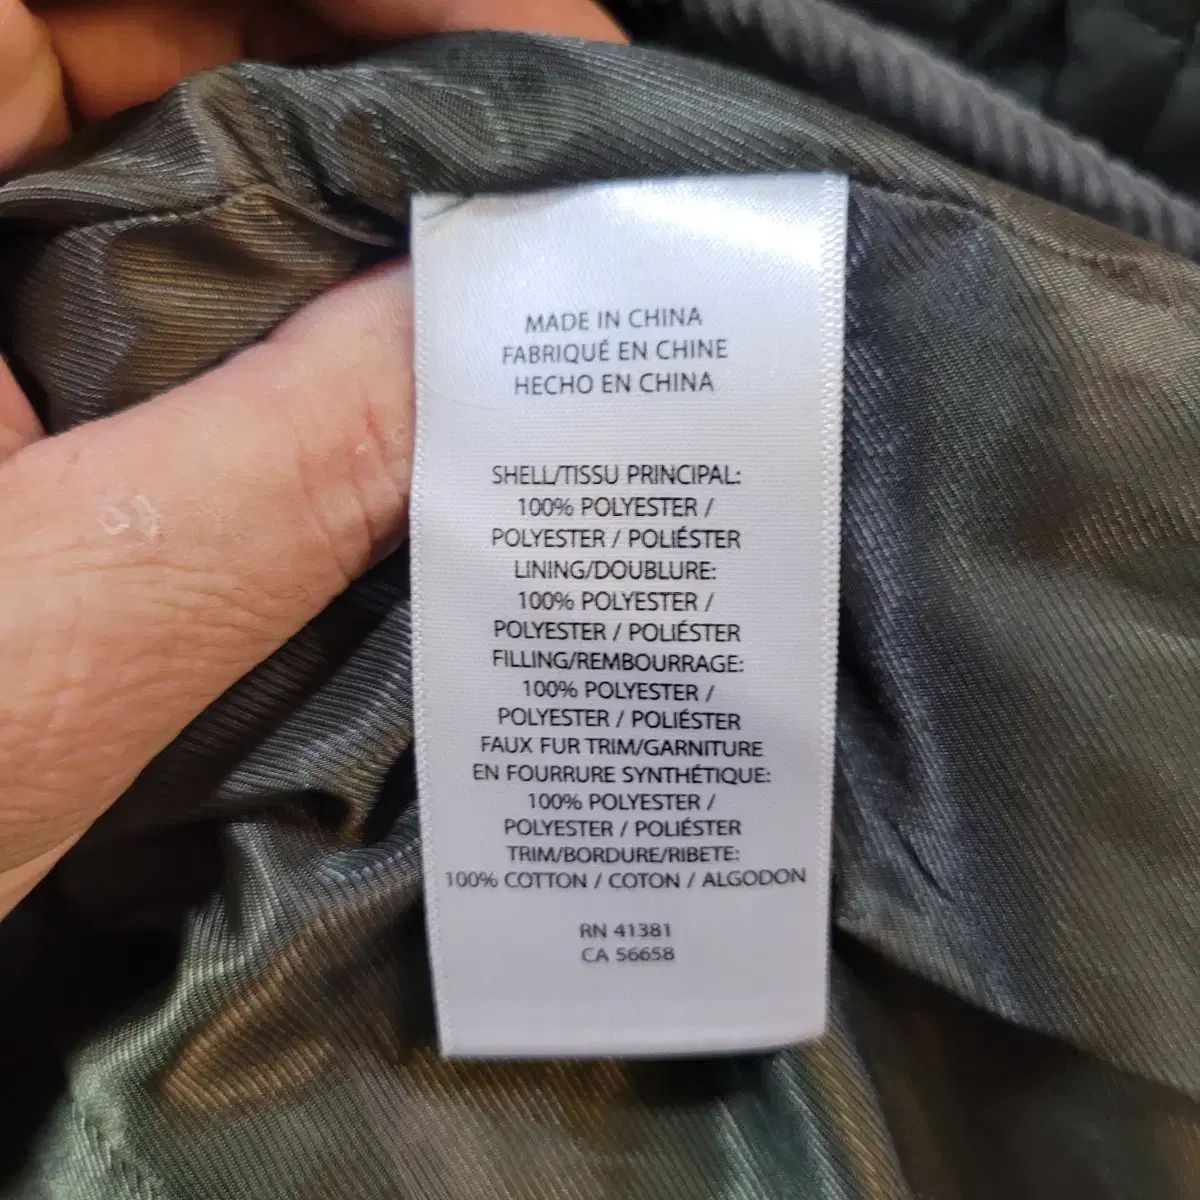 MADE IN CHINA
FABRIQUÉ EN CHINE
HECHO EN CHINA
SHELL/TISSU PRINCIPAL:
100% POLYESTER /
POLYESTER / POLIÉSTER
LINING/DOUBLURE:
100% POLYESTER /
POLYESTER / POLIÉSTER
FILLING/REMBOURRAGE:
100% POLYESTER /
POLYESTER / POLIÉSTER
FAUX FUR TRIM/GARNITURE
EN FOURRURE SYNTHÉTIQUE:
100% POLYESTER /
POLYESTER / POLIÉSTER
TRIM/BORDURE/RIBETE:
100% COTTON / COTON / ALGODON
RN 41381
CA 56658